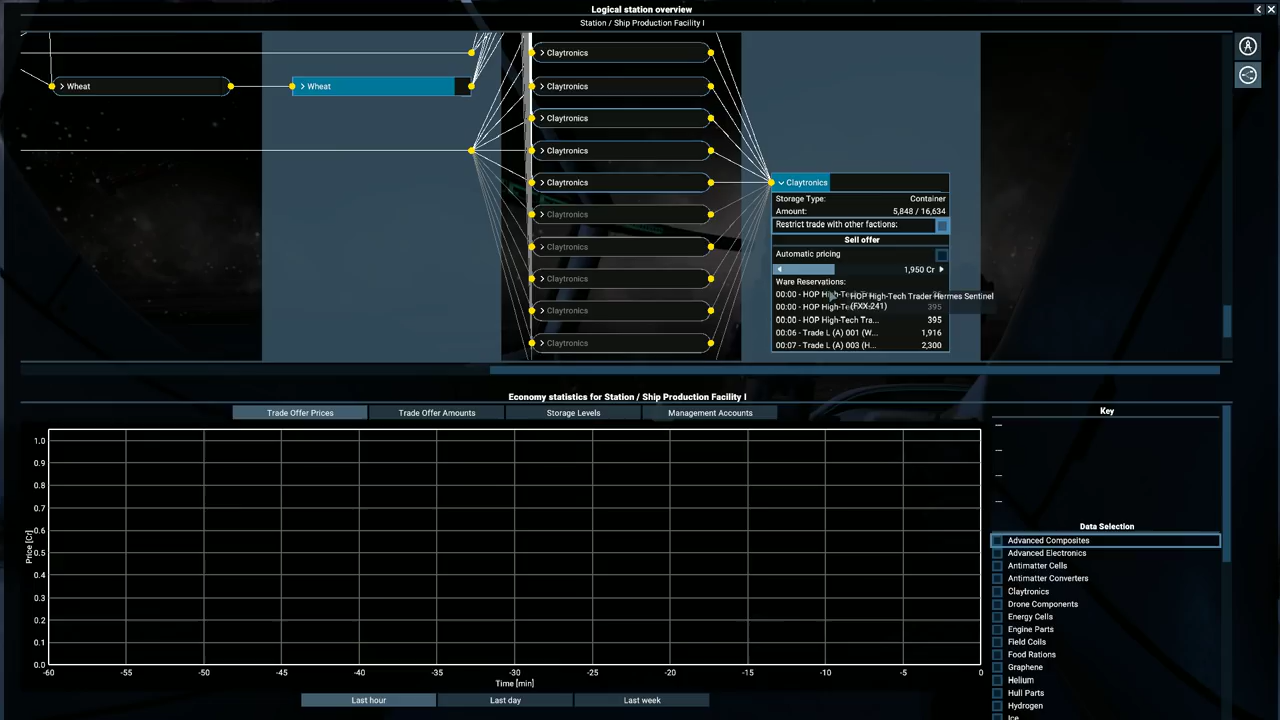 Logical station overview
Station / Ship Production Facility I
Claytronics
Wheat
Wheat
Claytronics
Claytronics
Claytronics
Claytronics
Claytronics
Claytronics
Claytronics
Claytronics
Claytronics
Claytronics
Storage Type: Container
Amount: 5,848 / 16,634
Restrict trade with other factions:
Sell offer
Automatic pricing
1,950 Cr
Ware Reservations:
00:00 - HOP High-Tec
HOP High-Tech Trader Hermes Sentinel
(FXX-241)
00:00 - HOP High-Te 395
00:00 - HOP High-Tech Tra... 395
00:06 - Trade L (A) 001 (W... 1,916
00:07 - Trade L (A) 003 (H... 2,300
Economy statistics for Station / Ship Production Facility I
Trade Offer Prices Trade Offer Amounts Storage Levels Management Accounts
Key
Price [Cr]
1.0
0.9
0.8
0.7
0.6
0.5
0.4
0.3
0.2
0.1
0.0
-60 -55 -50 -45 -40 -35 -30 -25 -20 -15 -10 -5 0
Time [min]
Last hour Last day Last week
Data Selection
Advanced Composites
Advanced Electronics
Antimatter Cells
Antimatter Converters
Claytronics
Drone Components
Energy Cells
Engine Parts
Field Coils
Food Rations
Graphene
Helium
Hull Parts
Hydrogen
Ice